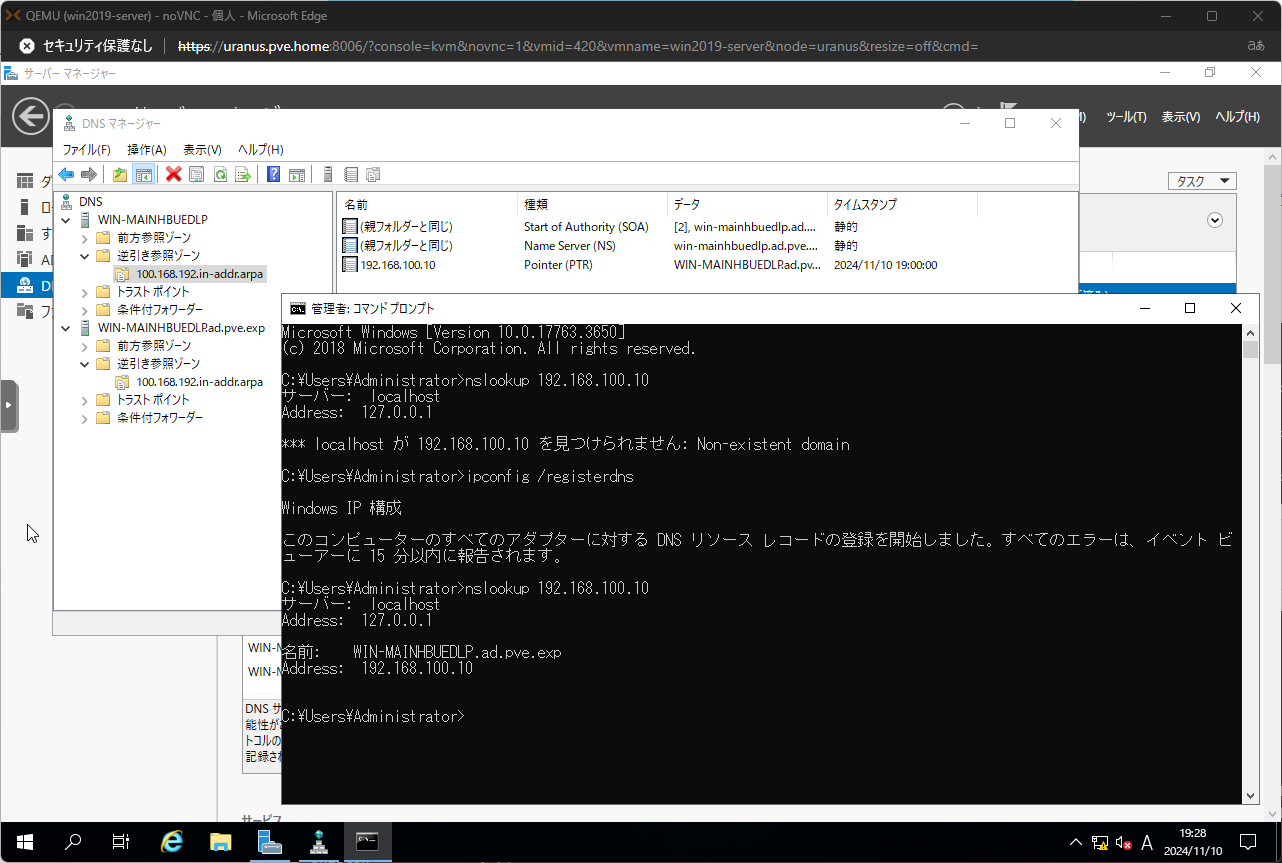 QEMU (win2019-server) - noVNC - 個人 - Microsoft Edge
セキュリティ保護なし | https://uranus.pve.home:8006/?console=kvm&novnc=1&vmid=420&vmname=win2019-server&node=uranus&resize=off&cmd= aあ
サーバー マネージャー
ツール(T) 表示(V) ヘルプ(H)
DNS マネージャー
ファイル(F) 操作(A) 表示(V) ヘルプ(H)
タスク
DNS
WIN-MAINHBUEDLP
前方参照ゾーン
逆引き参照ゾーン
100.168.192.in-addr.arpa
トラスト ポイント
条件付フォワーダー
WIN-MAINHBUEDLP.ad.pve.exp
前方参照ゾーン
逆引き参照ゾーン
100.168.192.in-addr.arpa
トラスト ポイント
条件付フォワーダー
名前 種類 データ タイムスタンプ
(親フォルダーと同じ) Start of Authority (SOA) [2], win-mainhbuedlp.ad.... 静的
(親フォルダーと同じ) Name Server (NS) win-mainhbuedlp.ad.pve.... 静的
192.168.100.10 Pointer (PTR) WIN-MAINHBUEDLP.ad.pv... 2024/11/10 19:00:00
管理者: コマンド プロンプト
Microsoft Windows [Version 10.0.17763.3650]
(c) 2018 Microsoft Corporation. All rights reserved.
C:¥Users¥Administrator>nslookup 192.168.100.10
サーバー:  localhost
Address:  127.0.0.1
*** localhost が 192.168.100.10 を見つけられません: Non-existent domain
C:¥Users¥Administrator>ipconfig /registerdns
Windows IP 構成
このコンピューターのすべてのアダプターに対する DNS リソース レコードの登録を開始しました。すべてのエラーは、イベント ビ
ューアーに 15 分以内に報告されます。
C:¥Users¥Administrator>nslookup 192.168.100.10
サーバー:  localhost
Address:  127.0.0.1
名前:    WIN-MAINHBUEDLP.ad.pve.exp
Address:  192.168.100.10
C:¥Users¥Administrator>
DNS サ
能性が
トコルの
記録さ
A
19:28
2024/11/10